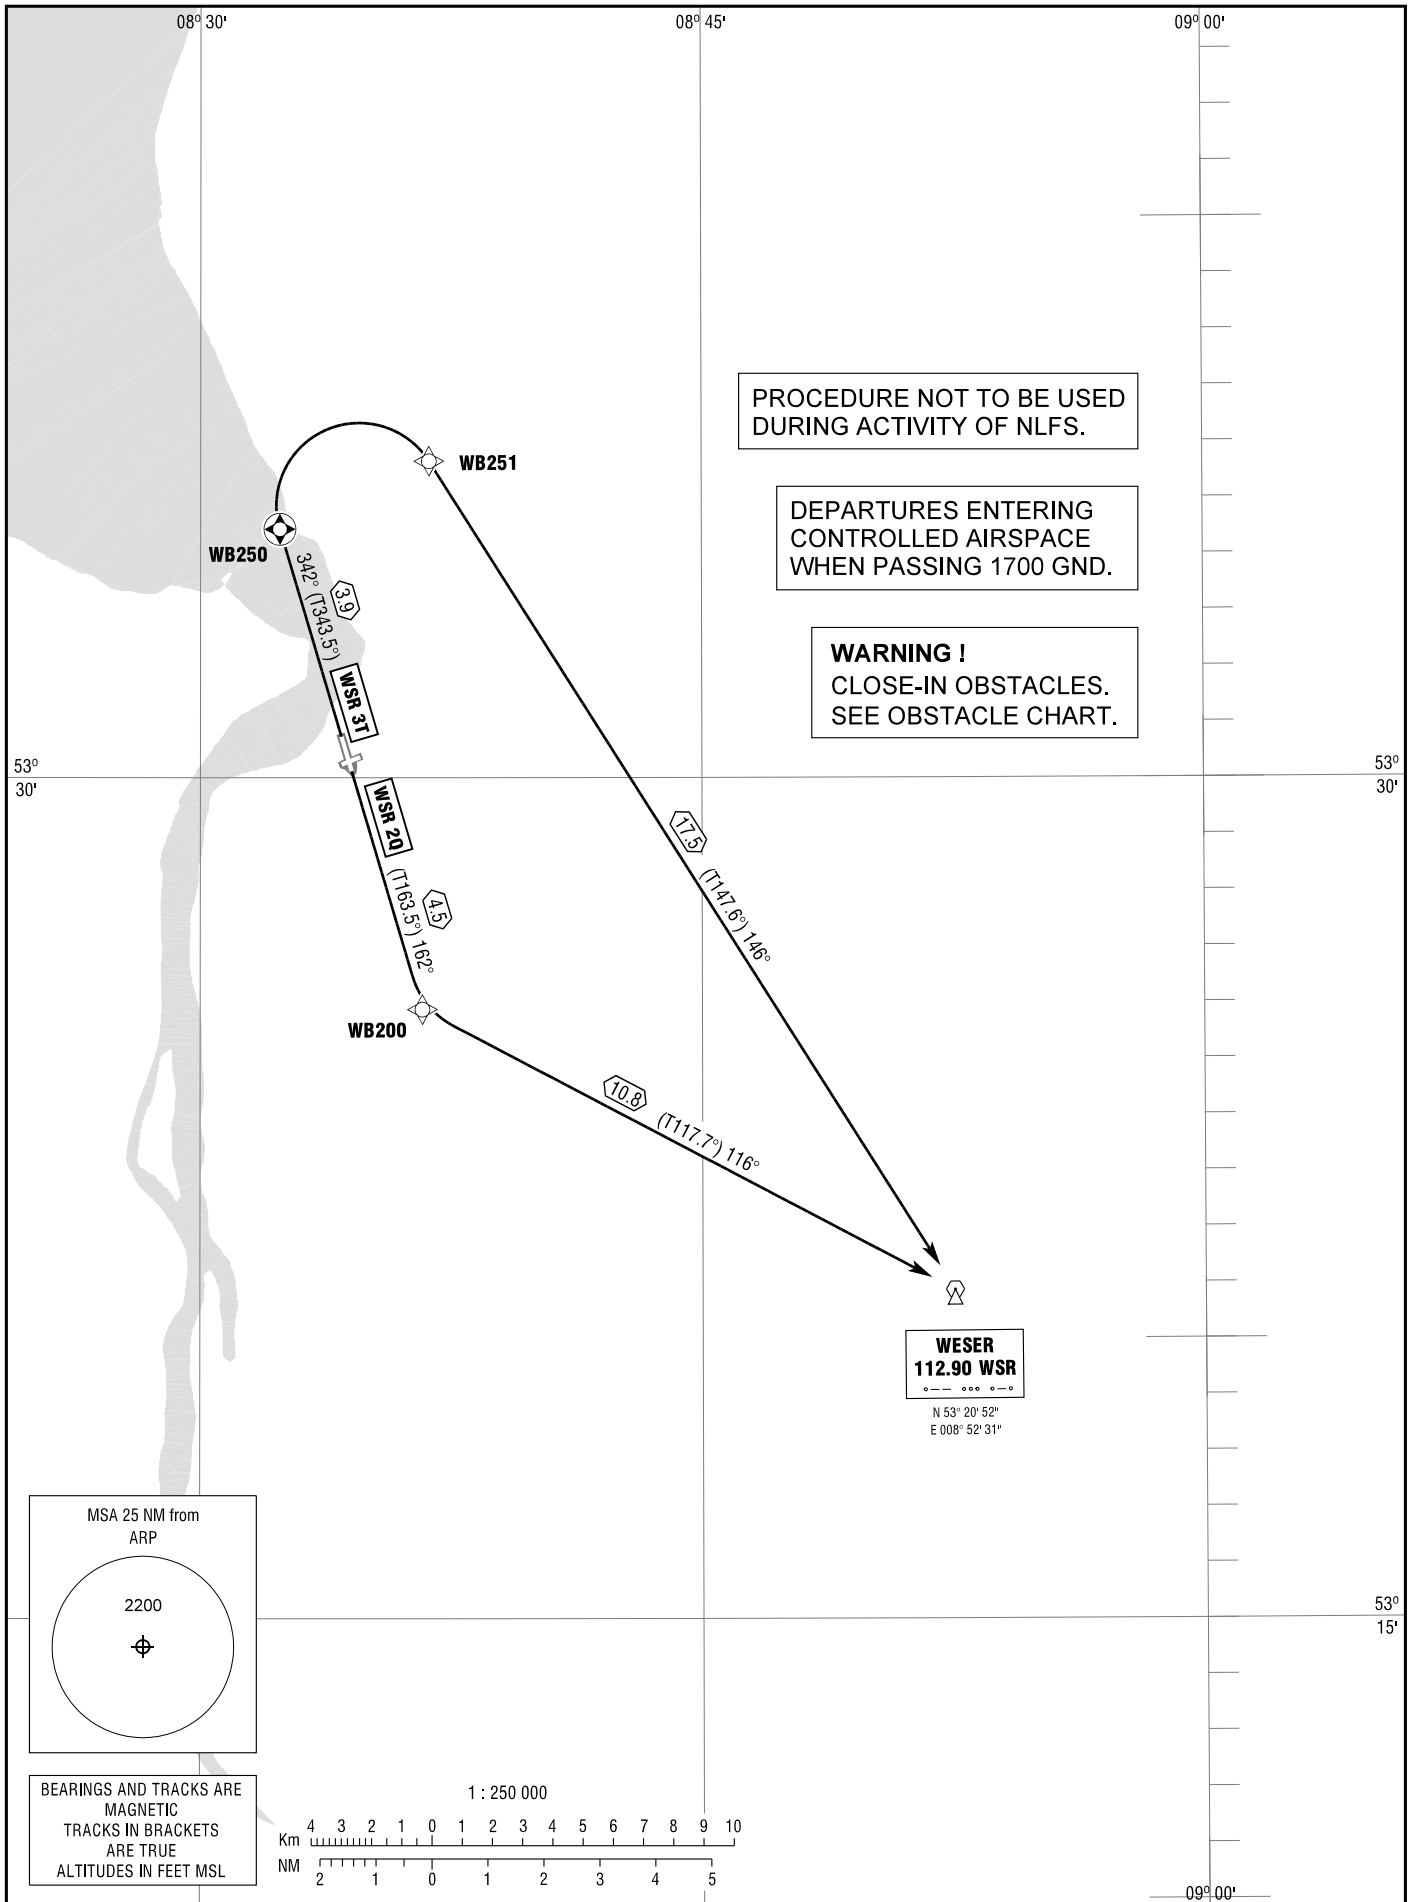 08° 30'
08° 45'
09° 00'
PROCEDURE NOT TO BE USED
DURING ACTIVITY OF NLFS.
WB251
DEPARTURES ENTERING
CONTROLLED AIRSPACE
WHEN PASSING 1700 GND.
WB250
342° (T343.5°)
3.9
WARNING !
CLOSE-IN OBSTACLES.
SEE OBSTACLE CHART.
WSR 3T
53°
30'
53°
30'
WSR 2Q
(T163.5°) 162°
4.5
17.5
(T147.6°) 146°
WB200
10.8
(T117.7°) 116°
WESER
112.90 WSR
N 53° 20' 52"
E 008° 52' 31"
MSA 25 NM from
ARP
2200
53°
15'
BEARINGS AND TRACKS ARE
MAGNETIC
TRACKS IN BRACKETS
ARE TRUE
ALTITUDES IN FEET MSL
1 : 250 000
Km 4 3 2 1 0 1 2 3 4 5 6 7 8 9 10
NM 2 1 0 1 2 3 4 5
09° 00'